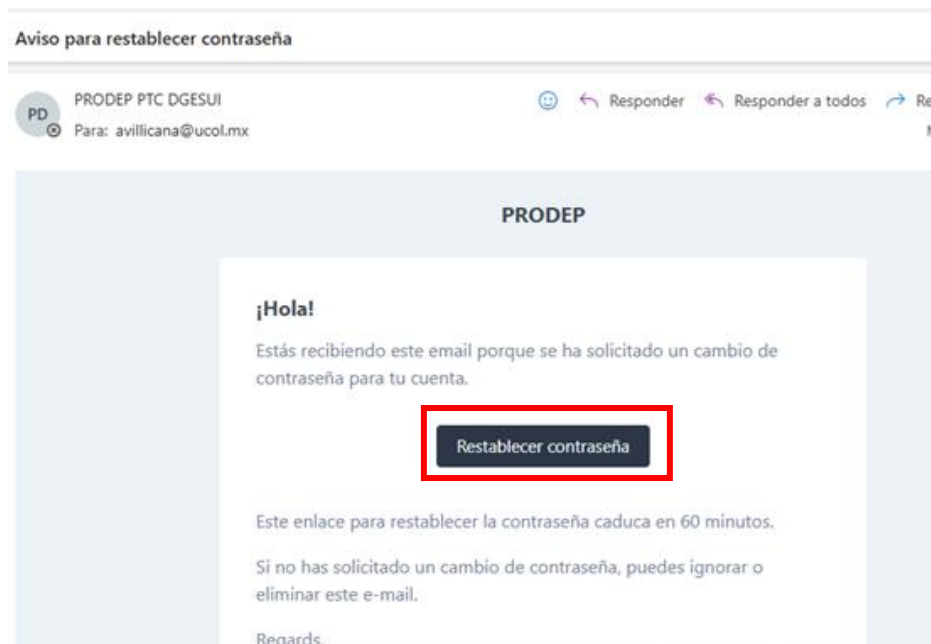 Aviso para restablecer contraseña
PD
PRODEP PTC DGESUI
Responder
Responder a todos
Para: avillicana@ucol.mx
PRODEP
¡Hola!
Estás recibiendo este email porque se ha solicitado un cambio de
contraseña para tu cuenta.
Restablecer contraseña
Este enlace para restablecer la contraseña caduca en 60 minutos.
Si no has solicitado un cambio de contraseña, puedes ignorar o
eliminar este e-mail.
Regards,